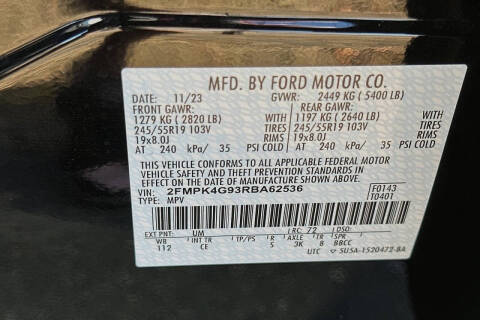 MFD. BY FORD MOTOR CO.
DATE: 11/23 GVWR: 2449 KG (5400 LB)
FRONT GAWR: REAR GAWR:
1279 KG (2820 LB) 1197 KG (2640 LB)
245/55R19 103V TIRES 245/55R19 103V
19x8.0J RIMS 19x8.0J
AT 240 kPa/ 35 PSI COLD AT 240 kPa/ 35 PSI COLD
THIS VEHICLE CONFORMS TO ALL APPLICABLE FEDERAL MOTOR
VEHICLE SAFETY AND THEFT PREVENTION STANDARDS IN
EFFECT ON THE DATE OF MANUFACTURE SHOWN ABOVE.
VIN: 2FMPK4G93RBA62536 F0143
TYPE: MPV T0401
EXT PNT: UM RC: 72 DSO:
WB INT TR TP/PS R AXLE TR SPR
112 CE 5 3K 8 BBCC
UTC 5U5A-1520472-BA